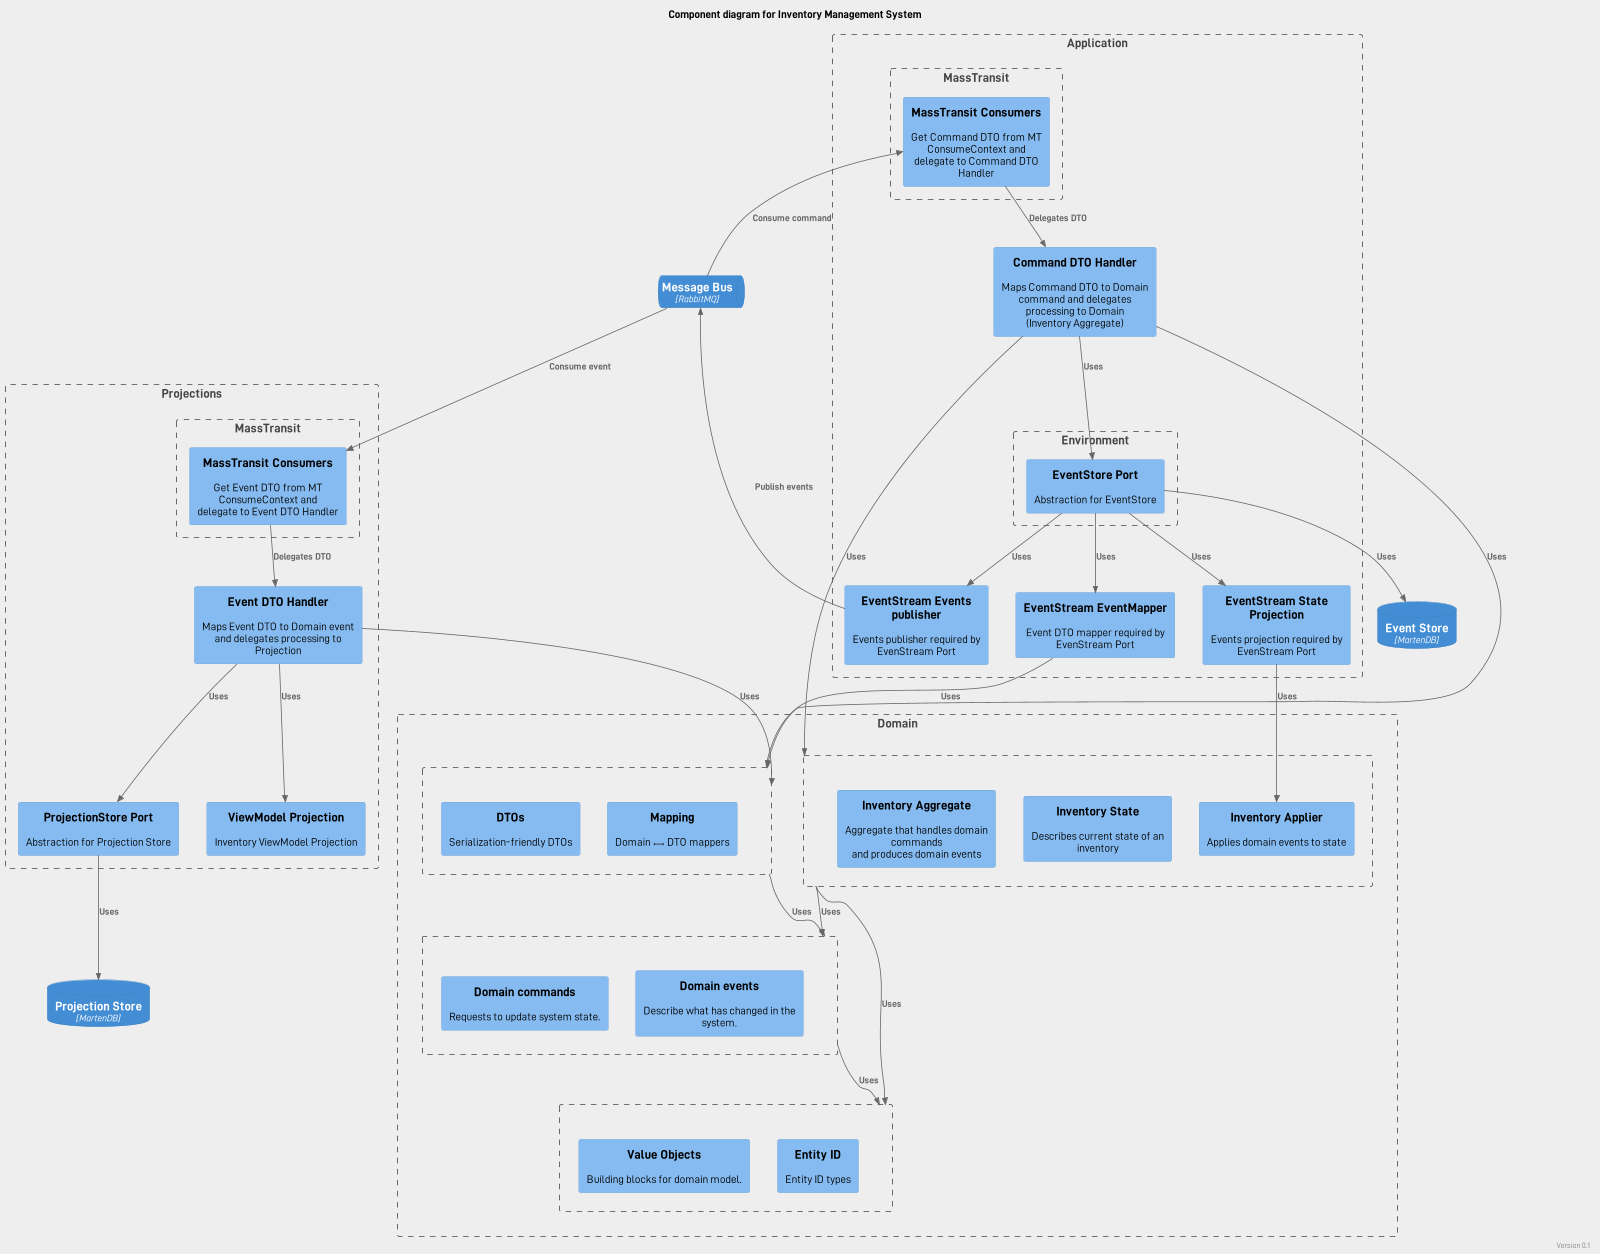 Component diagram for Inventory Management System
Application
MassTransit
MassTransit Consumers
Get Command DTO from MT
ConsumeContext and
delegate to Command DTO
Handler
Consume command
Delegates DTO
Command DTO Handler
Maps Command DTO to Domain
command and delegates
processing to Domain
(Inventory Aggregate)
Message Bus
[RabbitMQ]
Consume event
Uses
Projections
MassTransit
MassTransit Consumers
Get Event DTO from MT
ConsumeContext and
delegate to Event DTO Handler
Environment
EventStore Port
Abstraction for EventStore
Publish events
Delegates DTO
Uses
Uses
Uses
Uses
Uses
Uses
Event DTO Handler
Maps Event DTO to Domain event
and delegates processing to
Projection
EventStream Events
publisher
Events publisher required by
EvenStream Port
EventStream EventMapper
Event DTO mapper required by
EvenStream Port
EventStream State
Projection
Events projection required by
EvenStream Port
Event Store
[MartenDB]
Uses
Uses
Uses
Uses
Uses
Domain
ProjectionStore Port
Abstraction for Projection Store
ViewModel Projection
Inventory ViewModel Projection
DTOs
Serialization-friendly DTOs
Mapping
Domain ↔ DTO mappers
Inventory Aggregate
Aggregate that handles domain
commands
and produces domain events
Inventory State
Describes current state of an
inventory
Inventory Applier
Applies domain events to state
Uses
Uses
Uses
Projection Store
[MartenDB]
Domain commands
Requests to update system state.
Domain events
Describe what has changed in the
system.
Uses
Uses
Value Objects
Building blocks for domain model.
Entity ID
Entity ID types
Version 0.1